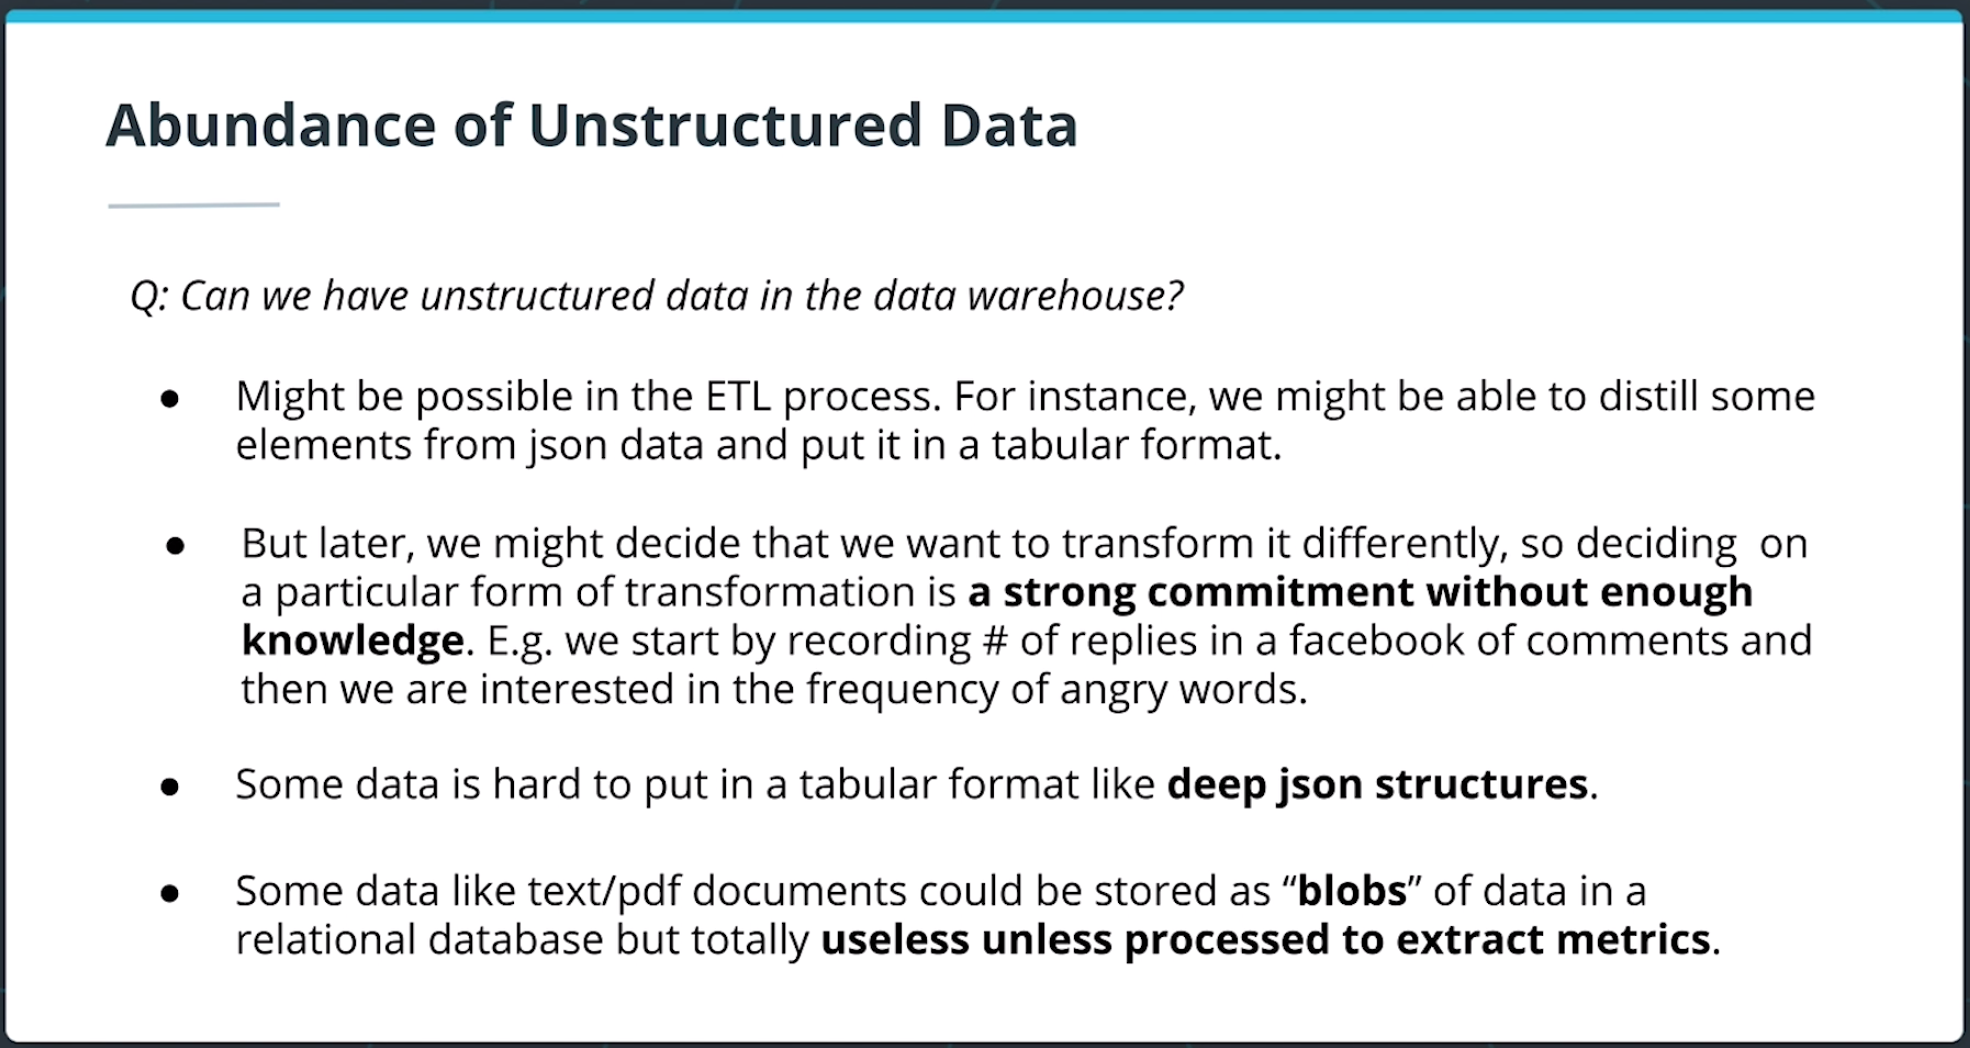 Abundance of Unstructured Data
Q: Can we have unstructured data in the data warehouse?
● Might be possible in the ETL process. For instance, we might be able to distill some
elements from json data and put it in a tabular format.
● But later, we might decide that we want to transform it differently, so deciding  on
a particular form of transformation is a strong commitment without enough
knowledge. E.g. we start by recording # of replies in a facebook of comments and
then we are interested in the frequency of angry words.
● Some data is hard to put in a tabular format like deep json structures.
● Some data like text/pdf documents could be stored as “blobs” of data in a
relational database but totally useless unless processed to extract metrics.